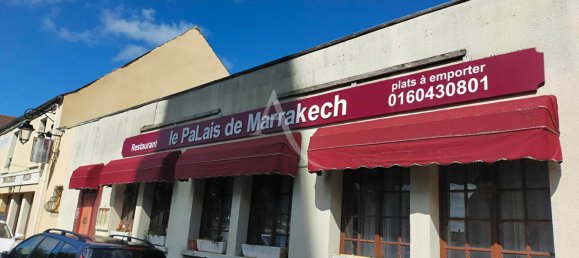 Restaurant le PaLais de MarraKech
plats à emporter
0160430801